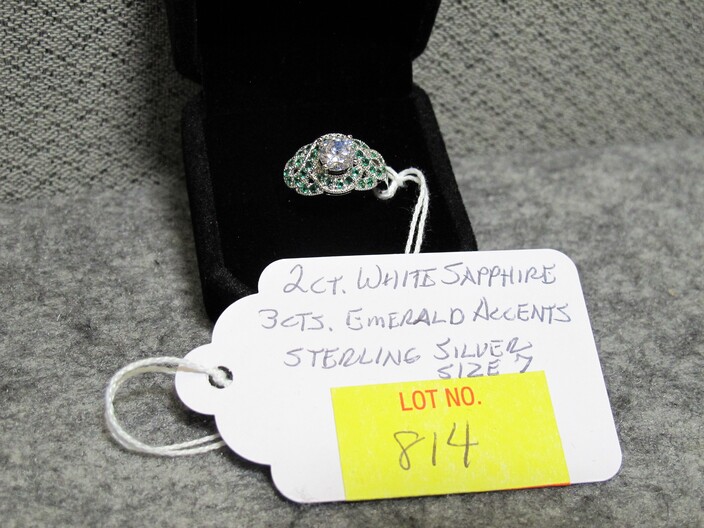 2CT. WHITE SAPPHIRE
3CTS. EMERALD ACCENTS
STERLING SILVER
SIZE 7
LOT NO.
814